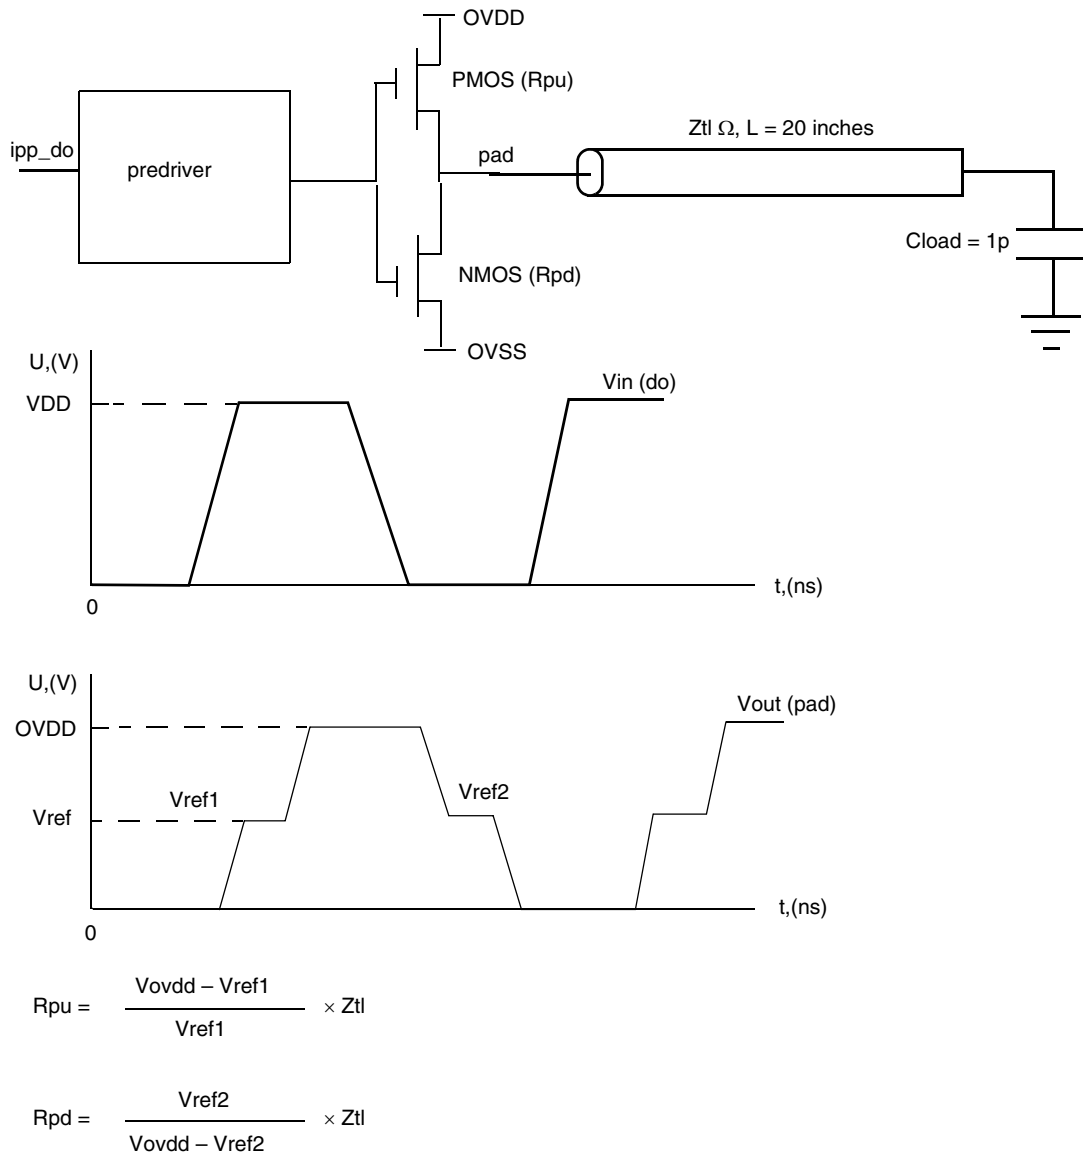 OVDD
PMOS (Rpu)
Ztl Ω, L = 20 inches
ipp_do
predriver
pad
Cload = 1p
NMOS (Rpd)
OVSS
U,(V)
VDD
Vin (do)
t,(ns)
0
U,(V)
OVDD
Vout (pad)
Vref1
Vref2
Vref
t,(ns)
0
Vovdd – Vref1
Rpu = × Ztl
Vref1
Vref2
Rpd = × Ztl
Vovdd – Vref2